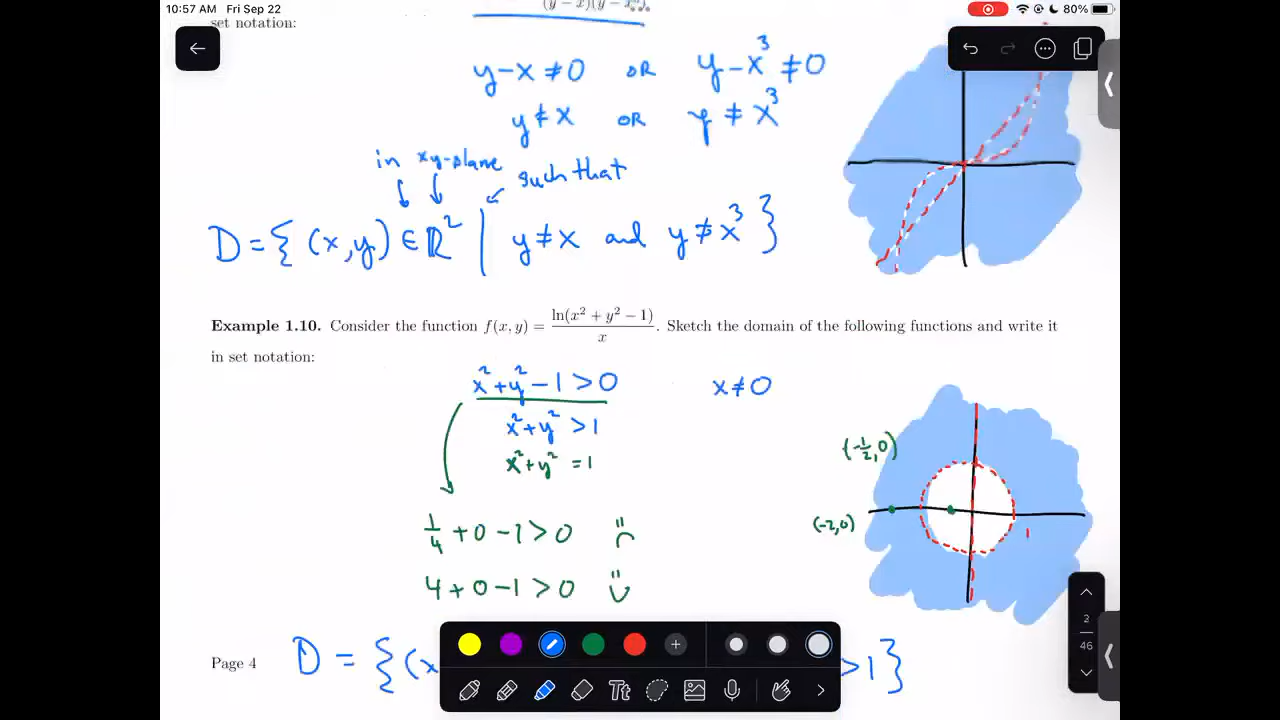 10:57 AM Fri Sep 22
80%
set notation:
y-x≠0 OR y-x³≠0
y≠x OR y≠x³
in xy-plane
such that
D={(x,y)∈ℝ² | y≠x and y≠x³}
Example 1.10. Consider the function f(x, y) = ln(x² + y² − 1)/x. Sketch the domain of the following functions and write it
in set notation:
x²+y²-1>0 x≠0
x²+y²>1
x²+y²=1
(-1/2,0)
(-2,0)
1
1/4+0-1>0
4+0-1>0
2
46
Page 4
D={(x >1}
Tt